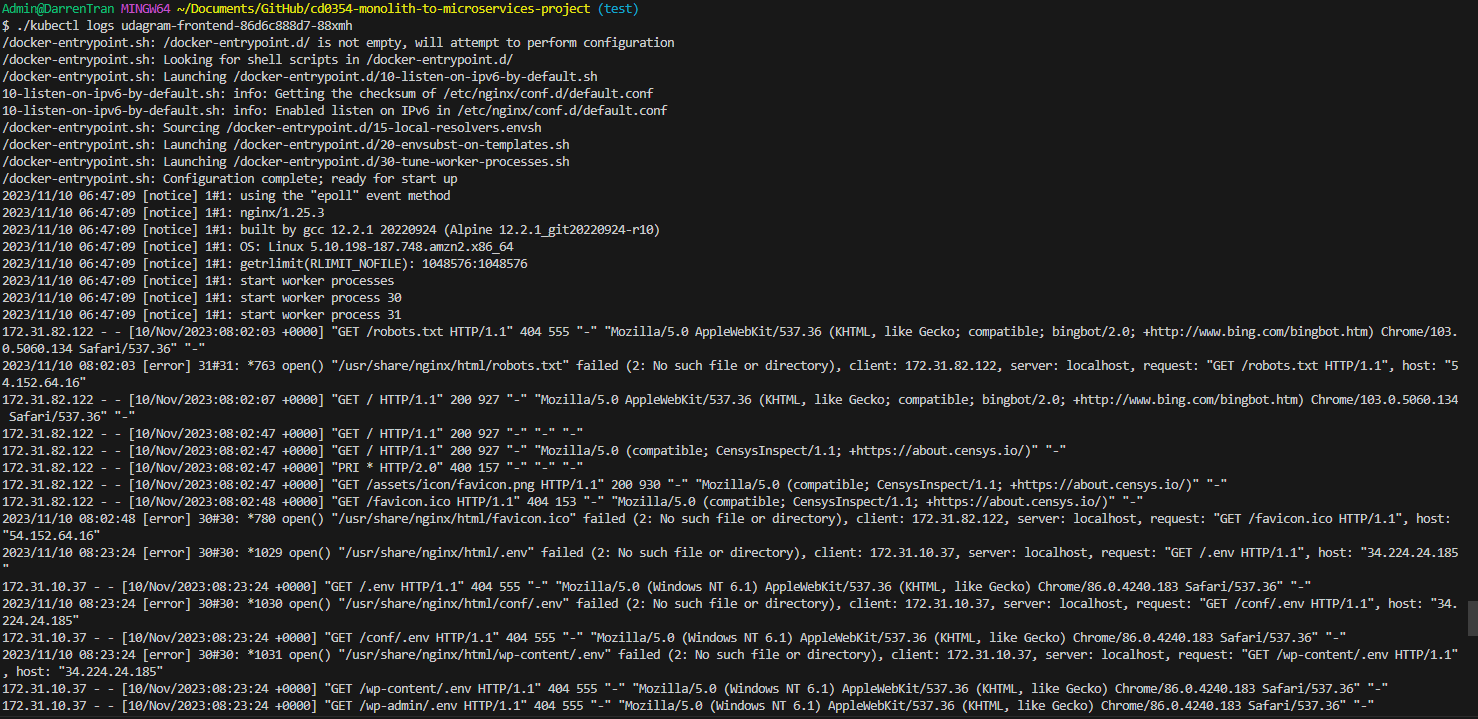 Admin@DarrenTran MINGW64 ~/Documents/GitHub/cd0354-monolith-to-microservices-project (test)
$ ./kubectl logs udagram-frontend-86d6c888d7-88xmh
/docker-entrypoint.sh: /docker-entrypoint.d/ is not empty, will attempt to perform configuration
/docker-entrypoint.sh: Looking for shell scripts in /docker-entrypoint.d/
/docker-entrypoint.sh: Launching /docker-entrypoint.d/10-listen-on-ipv6-by-default.sh
10-listen-on-ipv6-by-default.sh: info: Getting the checksum of /etc/nginx/conf.d/default.conf
10-listen-on-ipv6-by-default.sh: info: Enabled listen on IPv6 in /etc/nginx/conf.d/default.conf
/docker-entrypoint.sh: Sourcing /docker-entrypoint.d/15-local-resolvers.envsh
/docker-entrypoint.sh: Launching /docker-entrypoint.d/20-envsubst-on-templates.sh
/docker-entrypoint.sh: Launching /docker-entrypoint.d/30-tune-worker-processes.sh
/docker-entrypoint.sh: Configuration complete; ready for start up
2023/11/10 06:47:09 [notice] 1#1: using the "epoll" event method
2023/11/10 06:47:09 [notice] 1#1: nginx/1.25.3
2023/11/10 06:47:09 [notice] 1#1: built by gcc 12.2.1 20220924 (Alpine 12.2.1_git20220924-r10)
2023/11/10 06:47:09 [notice] 1#1: OS: Linux 5.10.198-187.748.amzn2.x86_64
2023/11/10 06:47:09 [notice] 1#1: getrlimit(RLIMIT_NOFILE): 1048576:1048576
2023/11/10 06:47:09 [notice] 1#1: start worker processes
2023/11/10 06:47:09 [notice] 1#1: start worker process 30
2023/11/10 06:47:09 [notice] 1#1: start worker process 31
172.31.82.122 - - [10/Nov/2023:08:02:03 +0000] "GET /robots.txt HTTP/1.1" 404 555 "-" "Mozilla/5.0 AppleWebKit/537.36 (KHTML, like Gecko; compatible; bingbot/2.0; +http://www.bing.com/bingbot.htm) Chrome/103.
0.5060.134 Safari/537.36" "-"
2023/11/10 08:02:03 [error] 31#31: *763 open() "/usr/share/nginx/html/robots.txt" failed (2: No such file or directory), client: 172.31.82.122, server: localhost, request: "GET /robots.txt HTTP/1.1", host: "5
4.152.64.16"
172.31.82.122 - - [10/Nov/2023:08:02:07 +0000] "GET / HTTP/1.1" 200 927 "-" "Mozilla/5.0 AppleWebKit/537.36 (KHTML, like Gecko; compatible; bingbot/2.0; +http://www.bing.com/bingbot.htm) Chrome/103.0.5060.134
 Safari/537.36" "-"
172.31.82.122 - - [10/Nov/2023:08:02:47 +0000] "GET / HTTP/1.1" 200 927 "-" "-" "-"
172.31.82.122 - - [10/Nov/2023:08:02:47 +0000] "GET / HTTP/1.1" 200 927 "-" "Mozilla/5.0 (compatible; CensysInspect/1.1; +https://about.censys.io/)" "-"
172.31.82.122 - - [10/Nov/2023:08:02:47 +0000] "PRI * HTTP/2.0" 400 157 "-" "-" "-"
172.31.82.122 - - [10/Nov/2023:08:02:47 +0000] "GET /assets/icon/favicon.png HTTP/1.1" 200 930 "-" "Mozilla/5.0 (compatible; CensysInspect/1.1; +https://about.censys.io/)" "-"
172.31.82.122 - - [10/Nov/2023:08:02:48 +0000] "GET /favicon.ico HTTP/1.1" 404 153 "-" "Mozilla/5.0 (compatible; CensysInspect/1.1; +https://about.censys.io/)" "-"
2023/11/10 08:02:48 [error] 30#30: *780 open() "/usr/share/nginx/html/favicon.ico" failed (2: No such file or directory), client: 172.31.82.122, server: localhost, request: "GET /favicon.ico HTTP/1.1", host:
"54.152.64.16"
2023/11/10 08:23:24 [error] 30#30: *1029 open() "/usr/share/nginx/html/.env" failed (2: No such file or directory), client: 172.31.10.37, server: localhost, request: "GET /.env HTTP/1.1", host: "34.224.24.185
"
172.31.10.37 - - [10/Nov/2023:08:23:24 +0000] "GET /.env HTTP/1.1" 404 555 "-" "Mozilla/5.0 (Windows NT 6.1) AppleWebKit/537.36 (KHTML, like Gecko) Chrome/86.0.4240.183 Safari/537.36" "-"
2023/11/10 08:23:24 [error] 30#30: *1030 open() "/usr/share/nginx/html/conf/.env" failed (2: No such file or directory), client: 172.31.10.37, server: localhost, request: "GET /conf/.env HTTP/1.1", host: "34.
224.24.185"
172.31.10.37 - - [10/Nov/2023:08:23:24 +0000] "GET /conf/.env HTTP/1.1" 404 555 "-" "Mozilla/5.0 (Windows NT 6.1) AppleWebKit/537.36 (KHTML, like Gecko) Chrome/86.0.4240.183 Safari/537.36" "-"
2023/11/10 08:23:24 [error] 30#30: *1031 open() "/usr/share/nginx/html/wp-content/.env" failed (2: No such file or directory), client: 172.31.10.37, server: localhost, request: "GET /wp-content/.env HTTP/1.1"
, host: "34.224.24.185"
172.31.10.37 - - [10/Nov/2023:08:23:24 +0000] "GET /wp-content/.env HTTP/1.1" 404 555 "-" "Mozilla/5.0 (Windows NT 6.1) AppleWebKit/537.36 (KHTML, like Gecko) Chrome/86.0.4240.183 Safari/537.36" "-"
172.31.10.37 - - [10/Nov/2023:08:23:24 +0000] "GET /wp-admin/.env HTTP/1.1" 404 555 "-" "Mozilla/5.0 (Windows NT 6.1) AppleWebKit/537.36 (KHTML, like Gecko) Chrome/86.0.4240.183 Safari/537.36" "-"